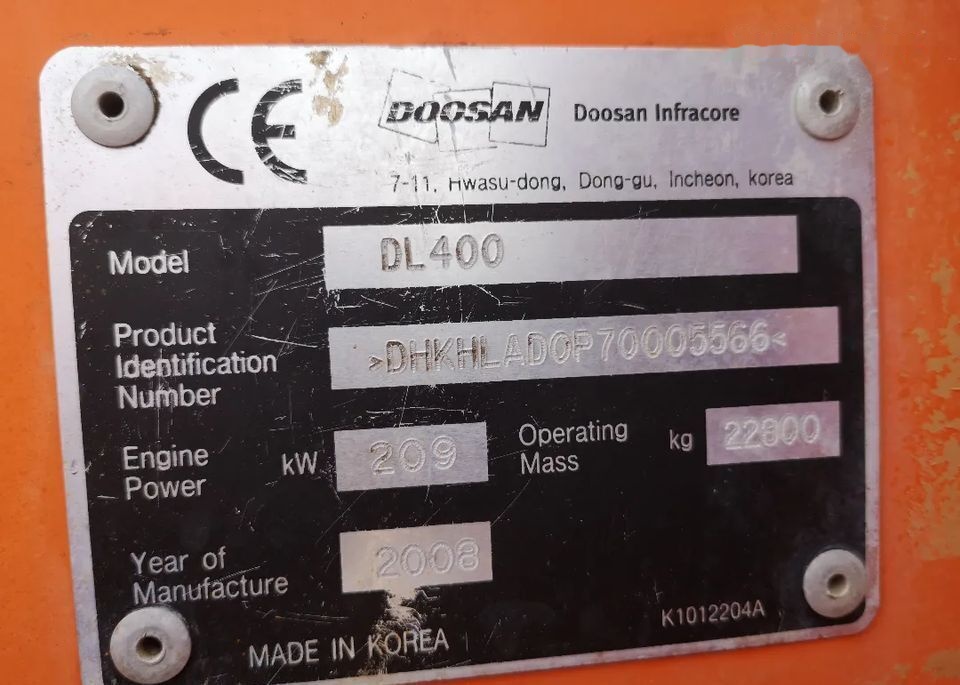 CE DOOSAN Doosan Infracore
7-11, Hwasu-dong, Dong-gu, Incheon, korea
Model DL400
Product
Identification
Number >DHKHLADOP70005566<
Engine
Power kW 209
Operating
Mass kg 22800
Year of
Manufacture 2008
MADE IN KOREA
K1012204A